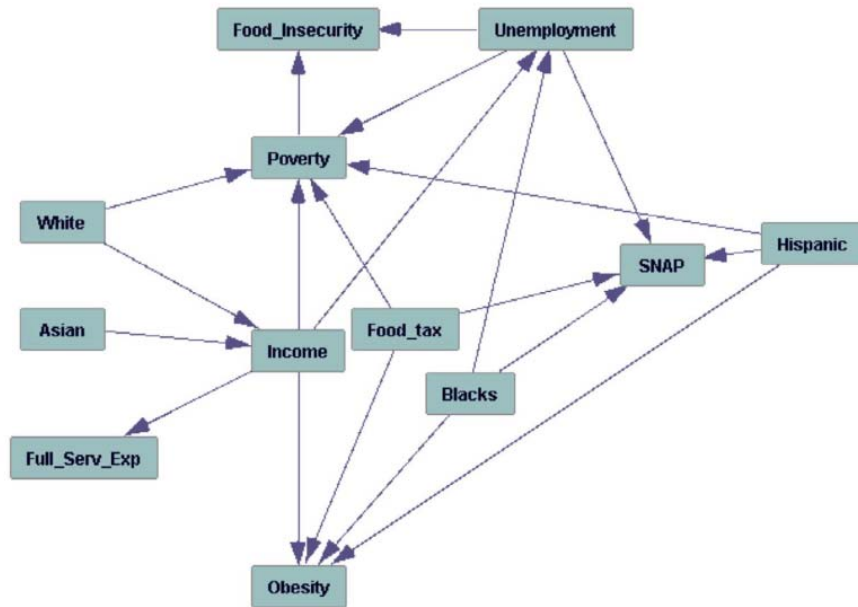 Food_Insecurity
Unemployment
Poverty
White
Hispanic
SNAP
Asian
Income
Food_tax
Blacks
Full_Serv_Exp
Obesity